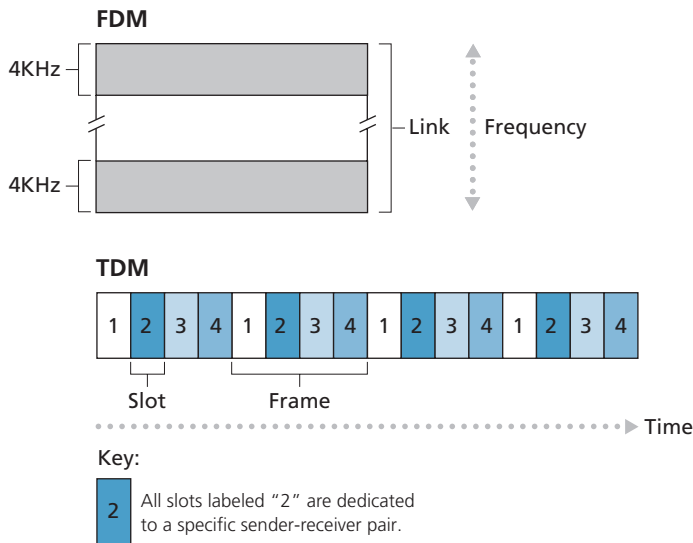 FDM
4KHz
Link Frequency
4KHz
TDM
1 2 3 4 1 2 3 4 1 2 3 4 1 2 3 4
Slot Frame
Time
Key:
2 All slots labeled “2” are dedicated
to a specific sender-receiver pair.